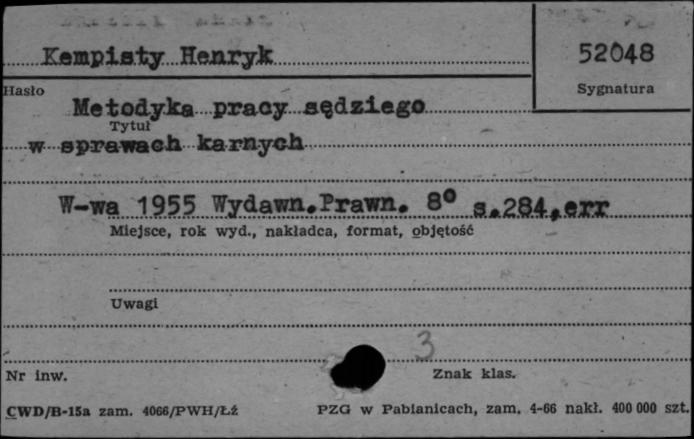 Kempisty Henryk
52048
Hasło
Sygnatura
Metodyka pracy sędziego
Tytuł
w sprawach karnych
W-wa 1955 Wydawn.Prawn. 8° s.284,err
Miejsce, rok wyd., nakładca, format, objętość
Uwagi
3
Nr inw.
Znak klas.
CWD/B-15a zam. 4066/PWH/Łź
PZG w Pabianicach, zam. 4-66 nakł. 400 000 szt.